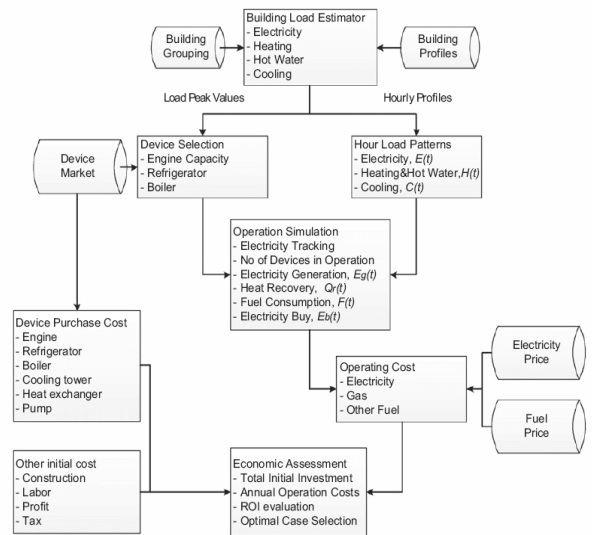 Building Load Estimator
- Electricity
- Heating
- Hot Water
- Cooling
Building
Grouping
Building
Profiles
Load Peak Values
Hourly Profiles
Device
Market
Device Selection
- Engine Capacity
- Refrigerator
- Boiler
Hour Load Patterns
- Electricity, E(t)
- Heating&Hot Water,H(t)
- Cooling, C(t)
Operation Simulation
- Electricity Tracking
- No of Devices in Operation
- Electricity Generation, Eg(t)
- Heat Recovery, Qr(t)
- Fuel Consumption, F(t)
- Electricity Buy, Eb(t)
Device Purchase Cost
- Engine
- Refrigerator
- Boiler
- Cooling tower
- Heat exchanger
- Pump
Operating Cost
- Electricity
- Gas
- Other Fuel
Electricity
Price
Fuel
Price
Other initial cost
- Construction
- Labor
- Profit
- Tax
Economic Assessment
- Total Initial Investment
- Annual Operation Costs
- ROI evaluation
- Optimal Case Selection